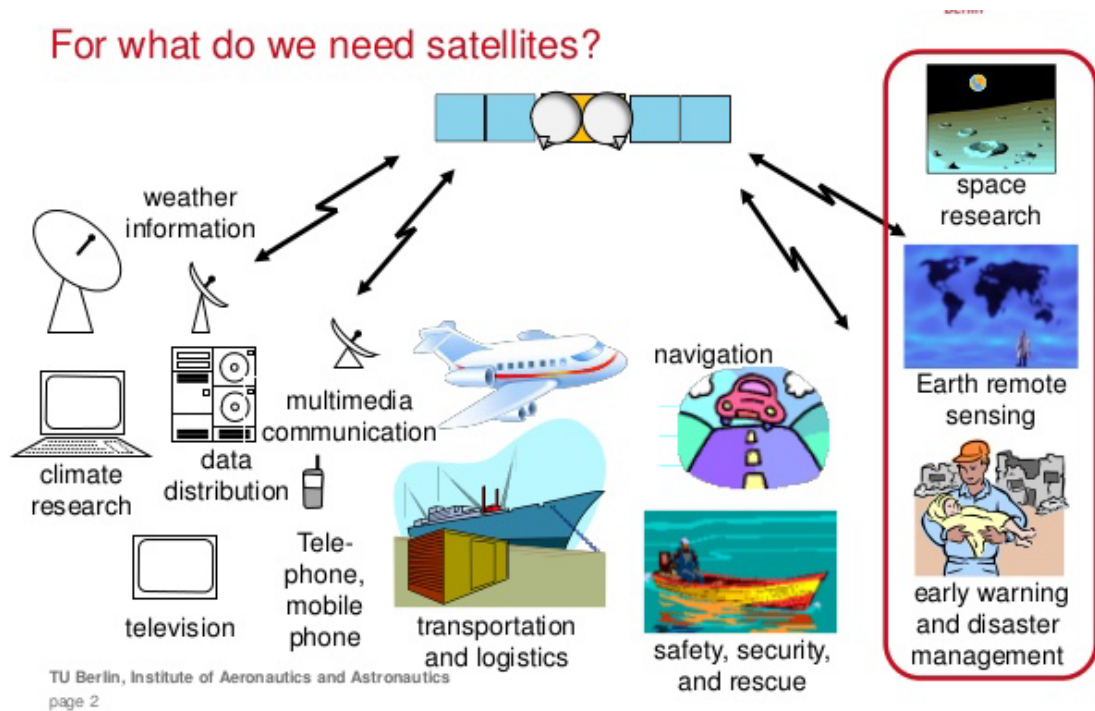 For what do we need satellites?
weather
information
climate
research
data
distribution
television
multimedia
communication
Tele-
phone,
mobile
phone
transportation
and logistics
navigation
safety, security,
and rescue
space
research
Earth remote
sensing
early warning
and disaster
management
TU Berlin, Institute of Aeronautics and Astronautics
page 2